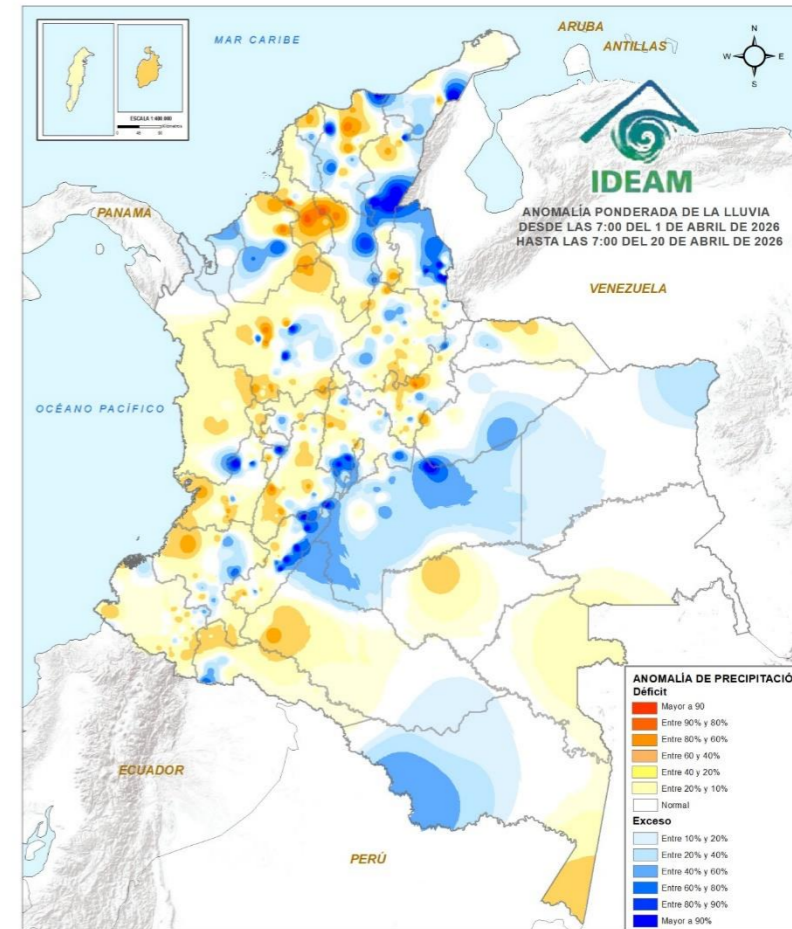 MAR CARIBE
ARUBA
ANTILLAS
N
W
E
S
ESCALA 1:400.000
IDEAM
PANAMA
ANOMALÍA PONDERADA DE LA LLUVIA
DESDE LAS 7:00 DEL 1 DE ABRIL DE 2026
HASTA LAS 7:00 DEL 20 DE ABRIL DE 2026
VENEZUELA
OCÉANO PACÍFICO
ECUADOR
PERÚ
ANOMALÌA DE PRECIPITACIÓ
Déficit
Mayor a 90
Entre 90% y 80%
Entre 80% y 60%
Entre 60 y 40%
Entre 40 y 20%
Entre 20% y 10%
Normal
Exceso
Entre 10% y 20%
Entre 20% y 40%
Entre 40% y 60%
Entre 60% y 80%
Entre 80% y 90%
Mayor a 90%